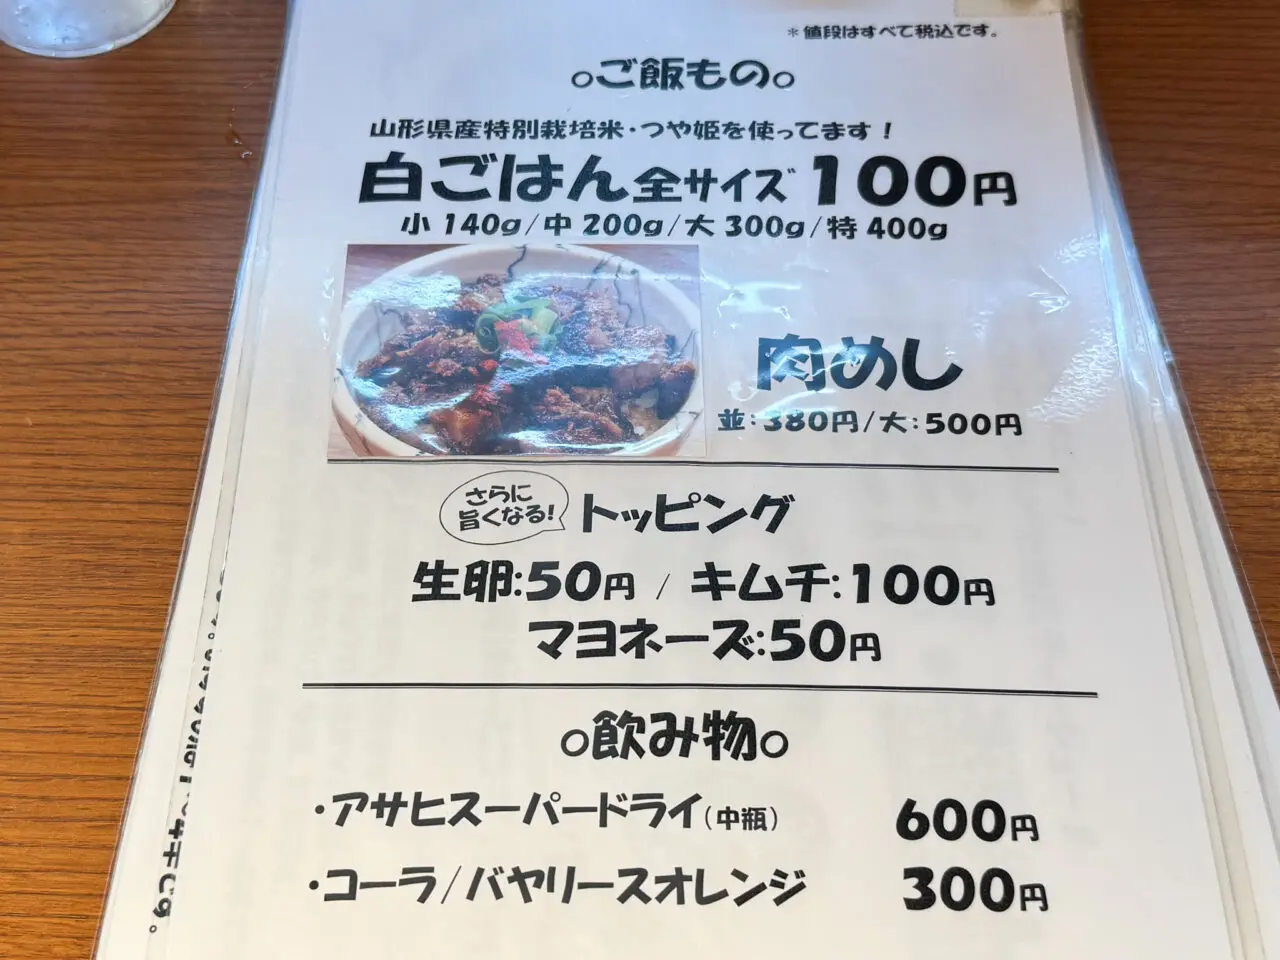 ＊値段はすべて税込です。
○ご飯もの○
山形県産特別栽培米・つや姫を使ってます！
白ごはん全サイズ 100円
小 140g/中 200g/大 300g/特 400g
肉めし
並:380円/大:500円
さらに
旨くなる!
トッピング
生卵:50円 / キムチ:100円
マヨネーズ:50円
○飲み物○
・アサヒスーパードライ(中瓶) 600円
・コーラ/バヤリースオレンジ 300円